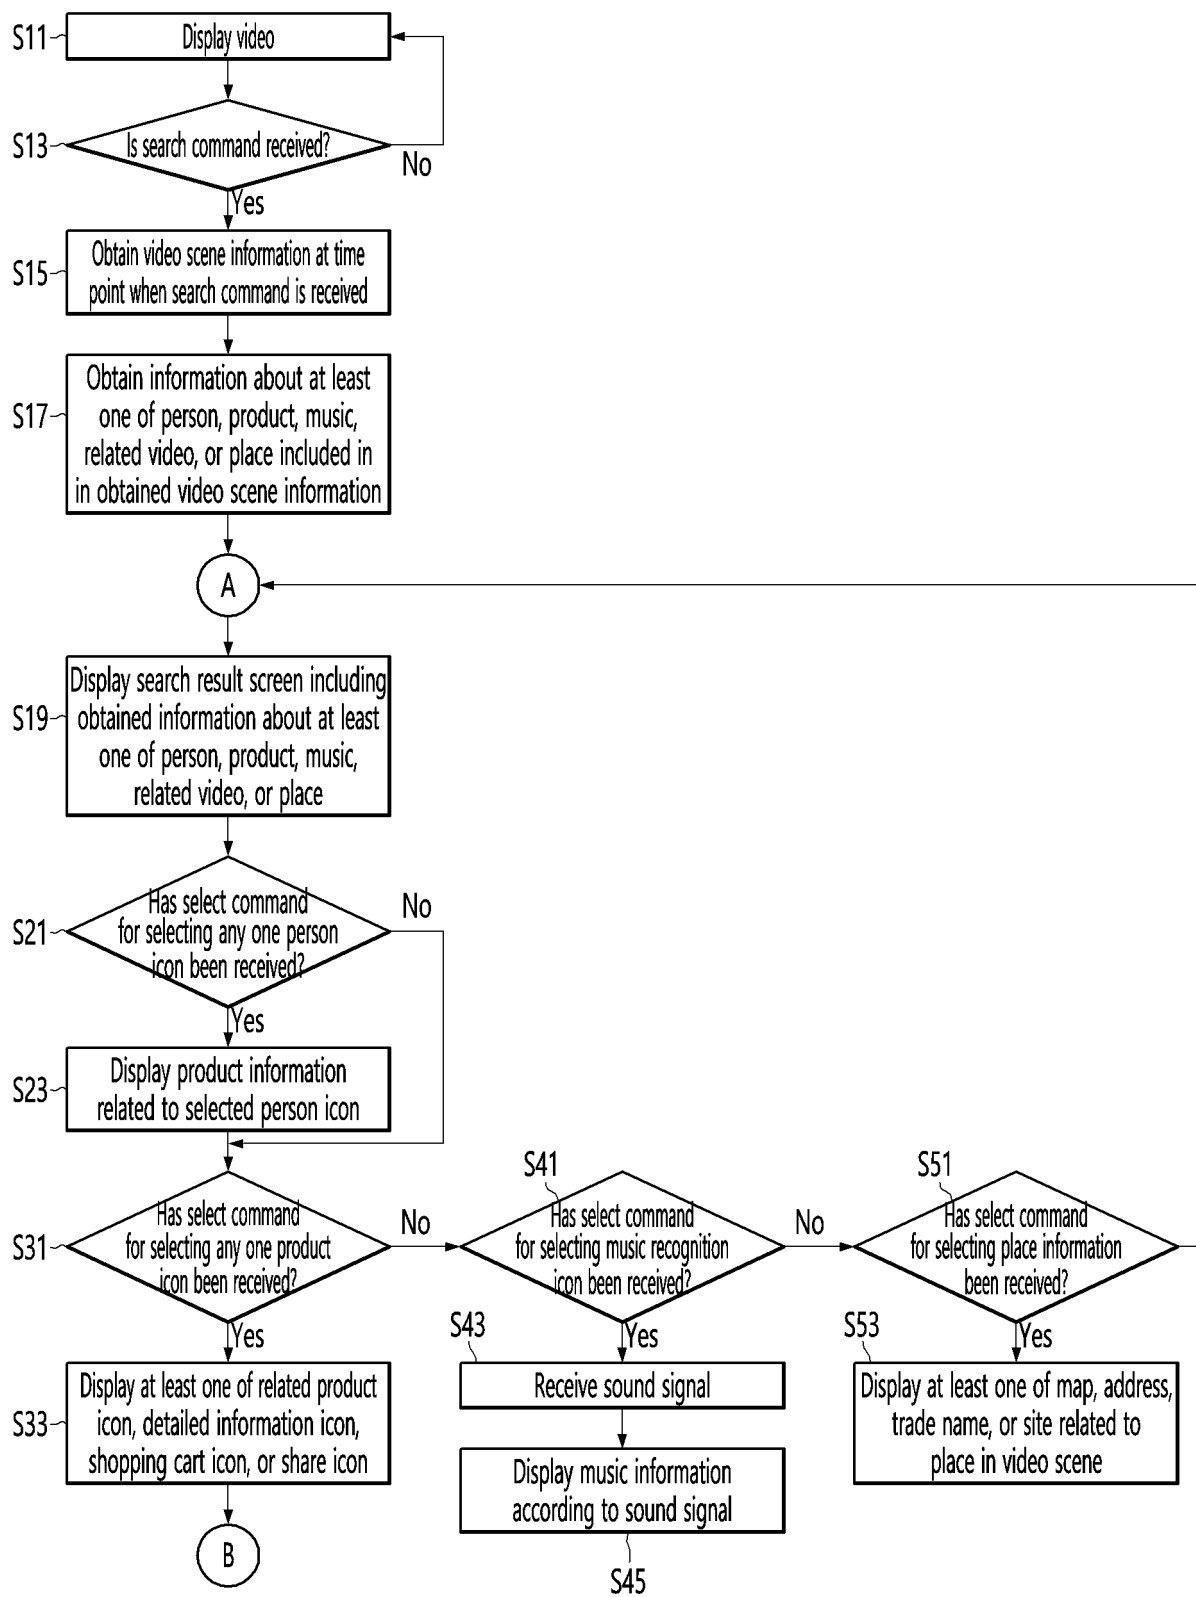 S11
Display video
S13
Is search command received?
No
Yes
S15
Obtain video scene information at time
point when search command is received
S17
Obtain information about at least
one of person, product, music,
related video, or place included in
in obtained video scene information
A
S19
Display search result screen including
obtained information about at least
one of person, product, music,
related video, or place
S21
Has select command
for selecting any one person
icon been received?
No
Yes
S23
Display product information
related to selected person icon
S31
Has select command
for selecting any one product
icon been received?
No
Yes
S33
Display at least one of related product
icon, detailed information icon,
shopping cart icon, or share icon
B
S41
Has select command
for selecting music recognition
icon been received?
No
Yes
S43
Receive sound signal
Display music information
according to sound signal
S45
S51
Has select command
for selecting place information
been received?
Yes
S53
Display at least one of map, address,
trade name, or site related to
place in video scene